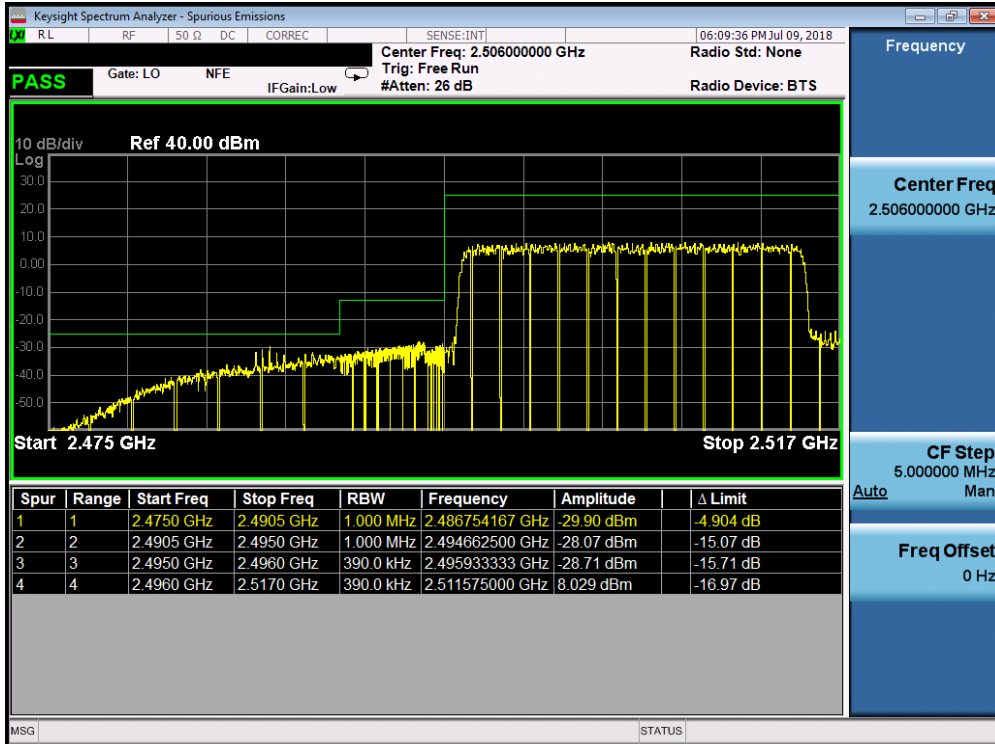 Keysight Spectrum Analyzer - Spurious Emissions
LXI RL RF 50 Ω DC CORREC SENSE:INT 06:09:36 PM Jul 09, 2018
Center Freq: 2.506000000 GHz Radio Std: None
PASS Gate: LO NFE Trig: Free Run
IFGain:Low #Atten: 26 dB Radio Device: BTS
10 dB/div Ref 40.00 dBm
Log
30.0
20.0
10.0
0.00
-10.0
-20.0
-30.0
-40.0
-50.0
Start 2.475 GHz Stop 2.517 GHz
Spur Range Start Freq Stop Freq RBW Frequency Amplitude Δ Limit
1 1 2.4750 GHz 2.4905 GHz 1.000 MHz 2.486754167 GHz -29.90 dBm -4.904 dB
2 2 2.4905 GHz 2.4950 GHz 1.000 MHz 2.494662500 GHz -28.07 dBm -15.07 dB
3 3 2.4950 GHz 2.4960 GHz 390.0 kHz 2.495933333 GHz -28.71 dBm -15.71 dB
4 4 2.4960 GHz 2.5170 GHz 390.0 kHz 2.511575000 GHz 8.029 dBm -16.97 dB
MSG STATUS
Frequency
Center Freq
2.506000000 GHz
CF Step
5.000000 MHz
Auto Man
Freq Offset
0 Hz